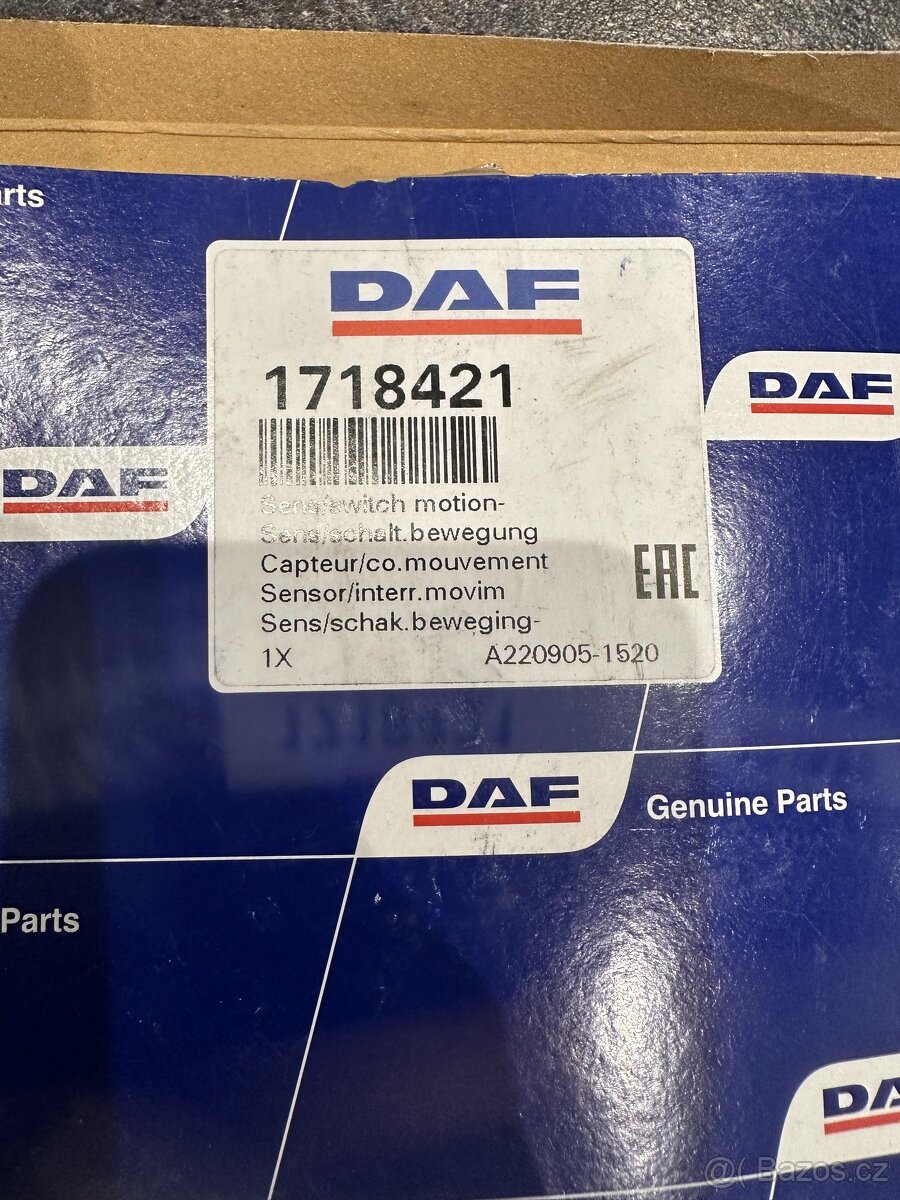 arts
DAF
1718421
DAF
DAF
Sens/switch motion-
Sens/schalt.bewegung
Capteur/co.mouvement
Sensor/interr.movim
EAC
Sens/schak.beweging-
1X A220905-1520
DAF
Genuine Parts
Parts
DA
@( Bazos.cz